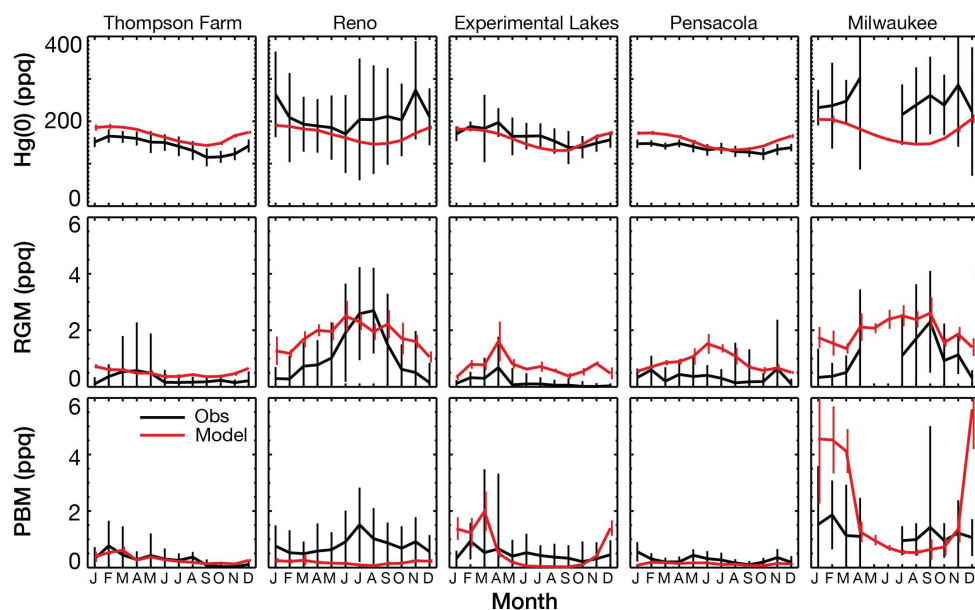 Thompson Farm Reno Experimental Lakes Pensacola Milwaukee
Hg(0) (ppq)
400
200
0
RGM (ppq)
6
4
2
0
PBM (ppq)
6
4
2
0
Obs
Model
J F M A M J J A S O N D J F M A M J J A S O N D J F M A M J J A S O N D J F M A M J J A S O N D J F M A M J J A S O N D
Month